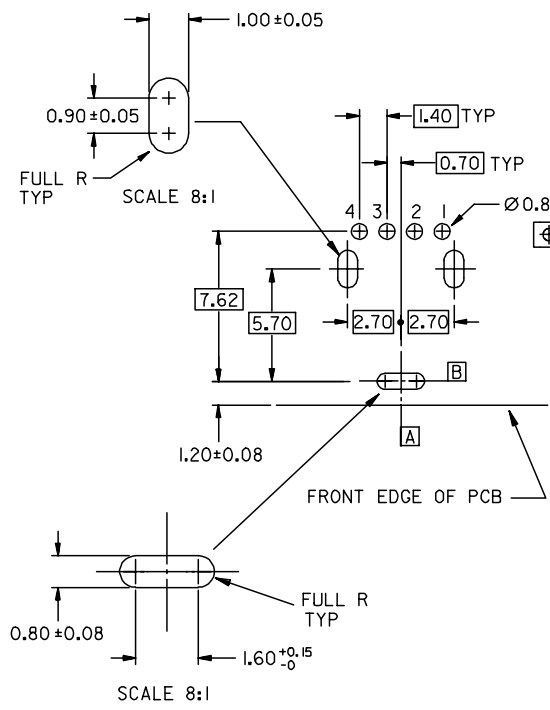 1.00±0.05
0.90±0.05
FULL R
TYP
SCALE 8:1
1.40 TYP
0.70 TYP
4 3 2 1
Ø0.8
7.62
5.70
2.70 2.70
B
A
1.20±0.08
FRONT EDGE OF PCB
FULL R
TYP
0.80±0.08
1.60 +0.15
-0
SCALE 8:1